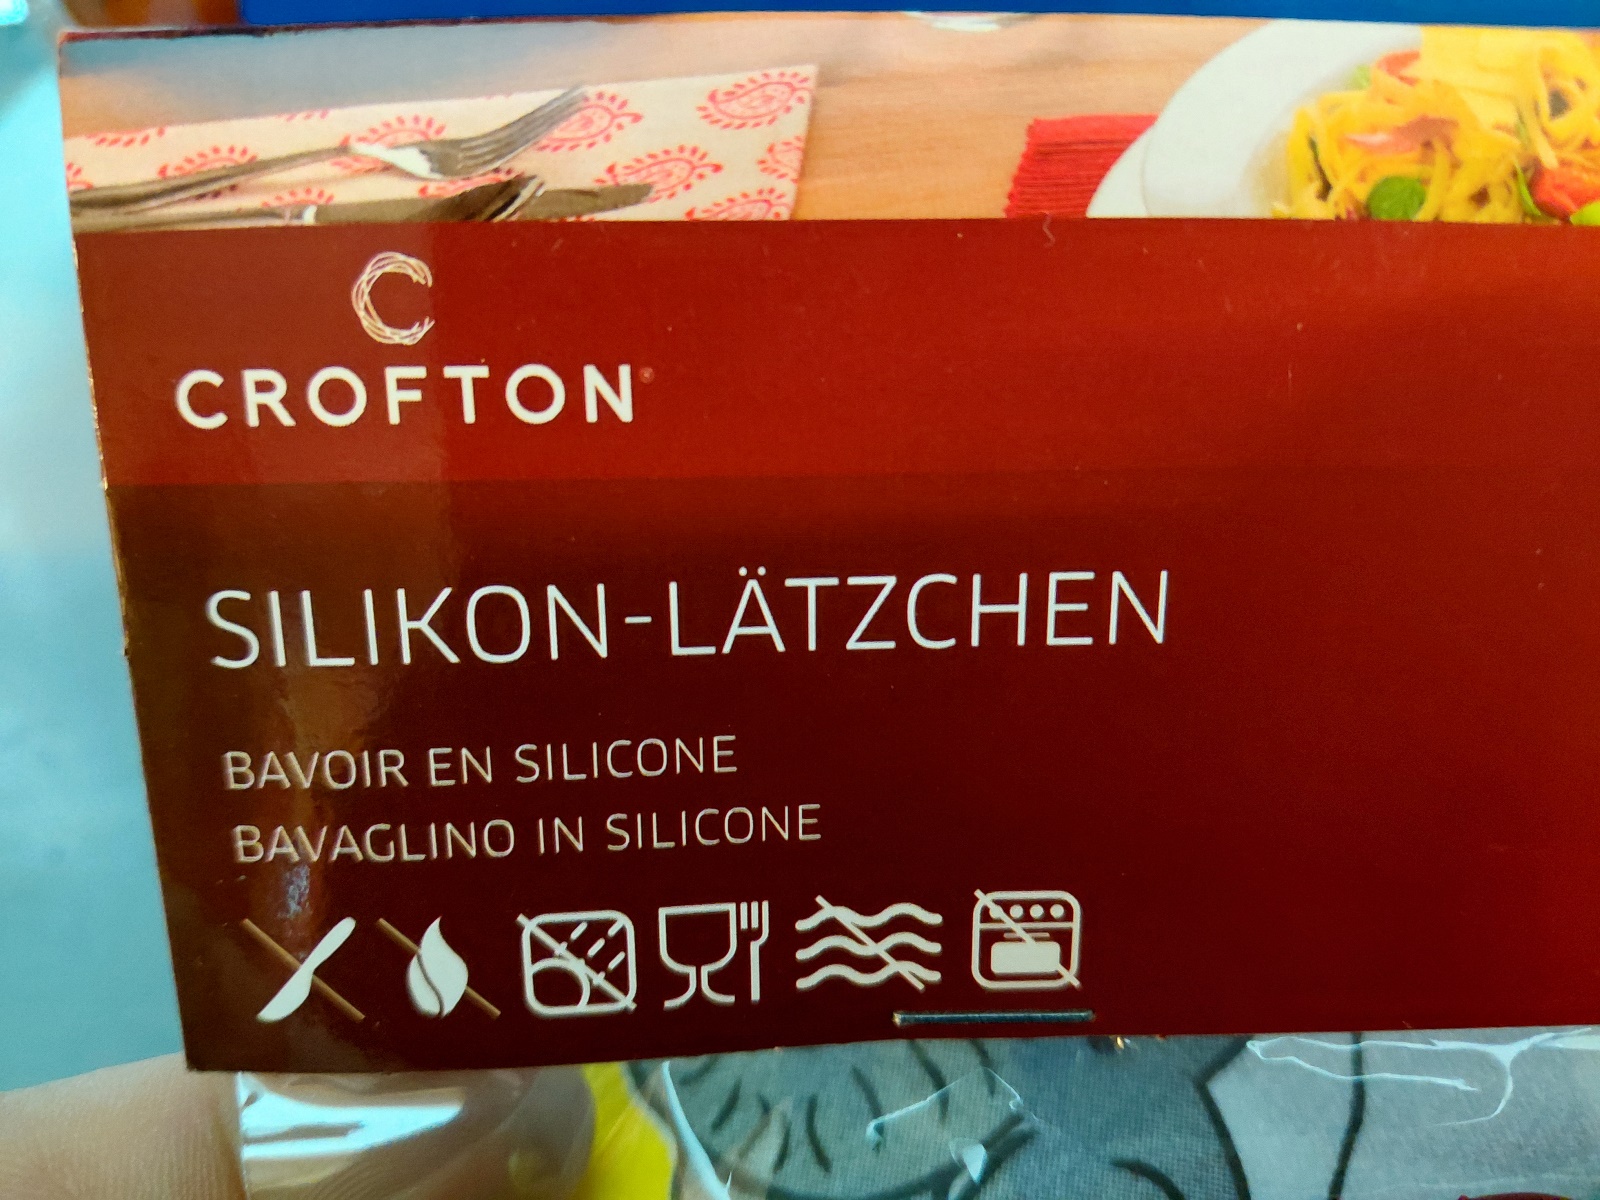 CROFTON®
SILIKON-LÄTZCHEN
BAVOIR EN SILICONE
BAVAGLINO IN SILICONE